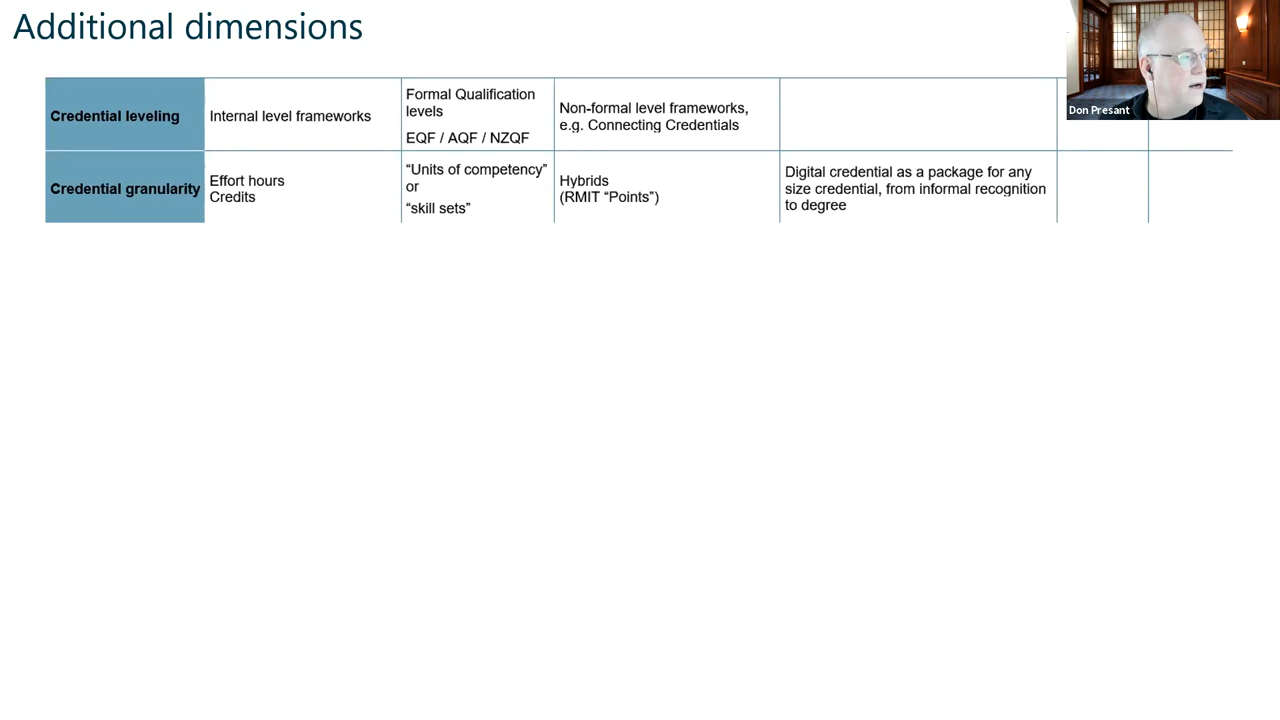 Additional dimensions
Don Presant
Credential leveling
Internal level frameworks
Formal Qualification
levels
EQF / AQF / NZQF
Non-formal level frameworks,
e.g. Connecting Credentials
Credential granularity
Effort hours
Credits
“Units of competency”
or
“skill sets”
Hybrids
(RMIT “Points”)
Digital credential as a package for any
size credential, from informal recognition
to degree